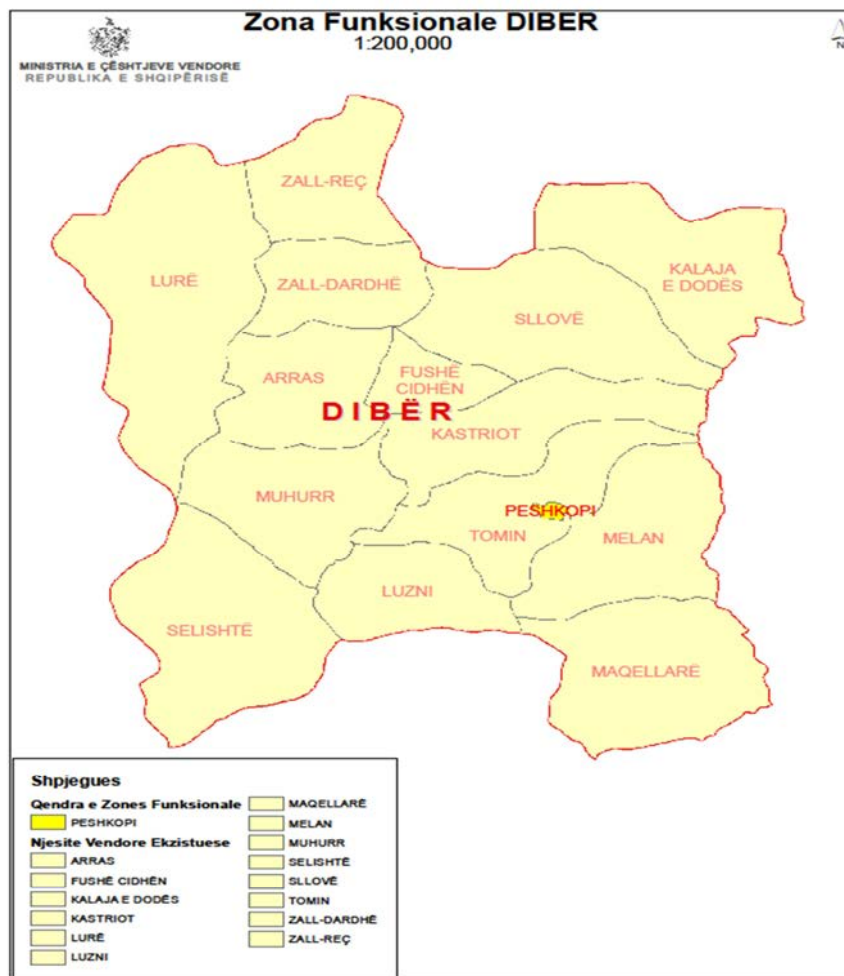 Zona Funksionale DIBER
1:200,000
MINISTRIA E ÇËSHTJEVE VENDORE
REPUBLIKA E SHQIPËRISË
N
ZALL-REÇ
LURË
ZALL-DARDHË
KALAJA
E DODËS
SLLOVË
ARRAS
FUSHË
CIDHËN
DIBËR
KASTRIOT
MUHURR
PESHKOPI
TOMIN
MELAN
LUZNI
SELISHTË
MAQELLARË
Shpjegues
Qendra e Zones Funksionale
PESHKOPI
Njesite Vendore Ekzistuese
ARRAS
FUSHË CIDHËN
KALAJA E DODËS
KASTRIOT
LURË
LUZNI
MAQELLARË
MELAN
MUHURR
SELISHTË
SLLOVË
TOMIN
ZALL-DARDHË
ZALL-REÇ